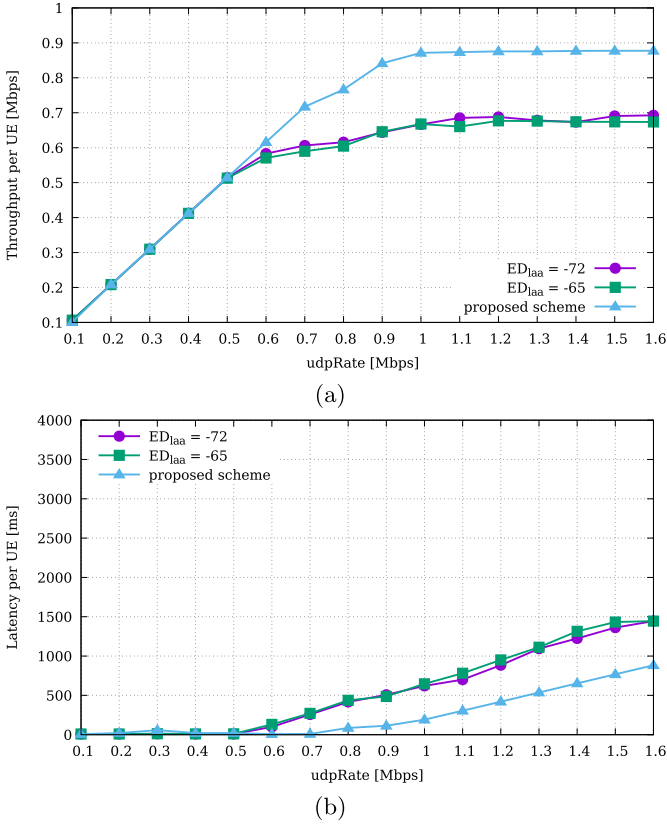 1
0.9
0.8
0.7
0.6
0.5
0.4
0.3
0.2
0.1
Throughput per UE [Mbps]
ED_laa = -72
ED_laa = -65
proposed scheme
0.1 0.2 0.3 0.4 0.5 0.6 0.7 0.8 0.9 1 1.1 1.2 1.3 1.4 1.5 1.6
udpRate [Mbps]
(a)
4000
3500
3000
2500
2000
1500
1000
500
0
Latency per UE [ms]
ED_laa = -72
ED_laa = -65
proposed scheme
0.1 0.2 0.3 0.4 0.5 0.6 0.7 0.8 0.9 1 1.1 1.2 1.3 1.4 1.5 1.6
udpRate [Mbps]
(b)